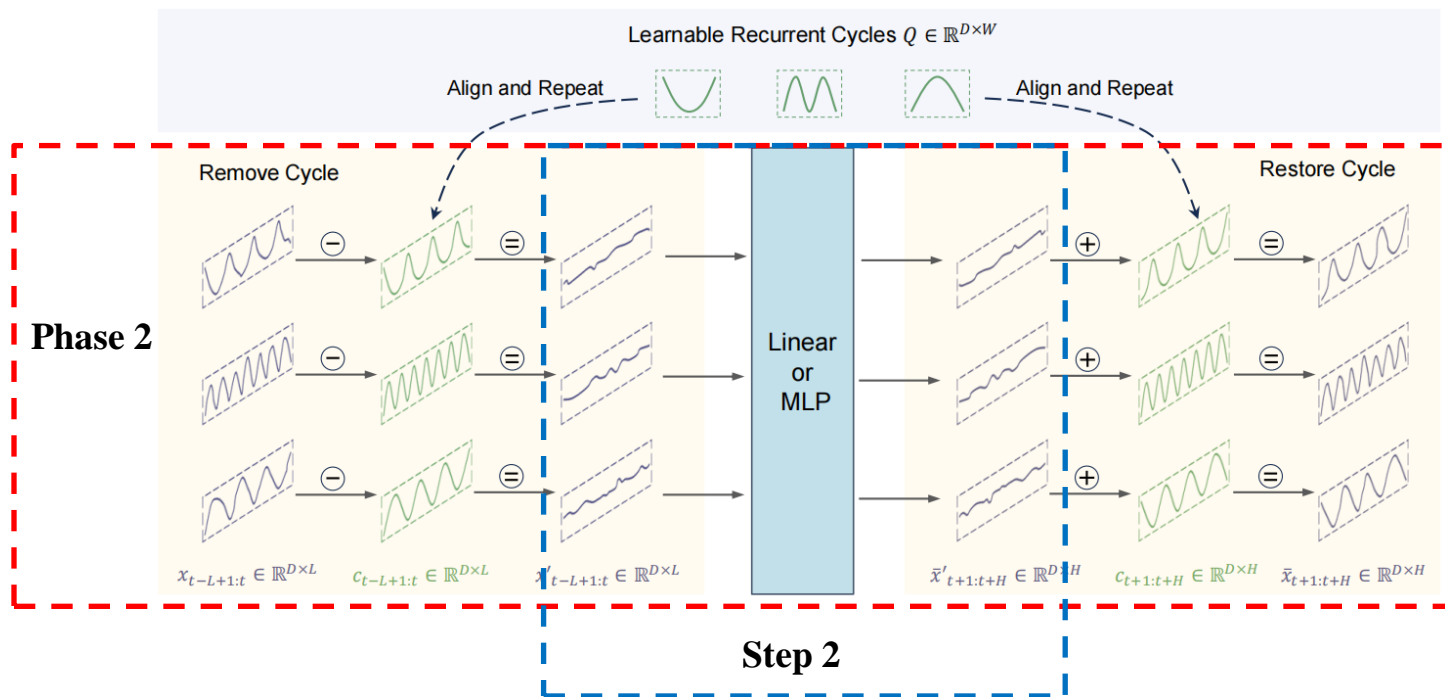 Learnable Recurrent Cycles Q ∈ ℝ^{D×W}
Align and Repeat
Align and Repeat
Remove Cycle
Restore Cycle
− = + =
Phase 2
− = + =
Linear
or
MLP
− = + =
x_{t−L+1:t} ∈ ℝ^{D×L} c_{t−L+1:t} ∈ ℝ^{D×L} x'_{t−L+1:t} ∈ ℝ^{D×L} x̄'_{t+1:t+H} ∈ ℝ^{D×H} c_{t+1:t+H} ∈ ℝ^{D×H} x̄_{t+1:t+H} ∈ ℝ^{D×H}
Step 2